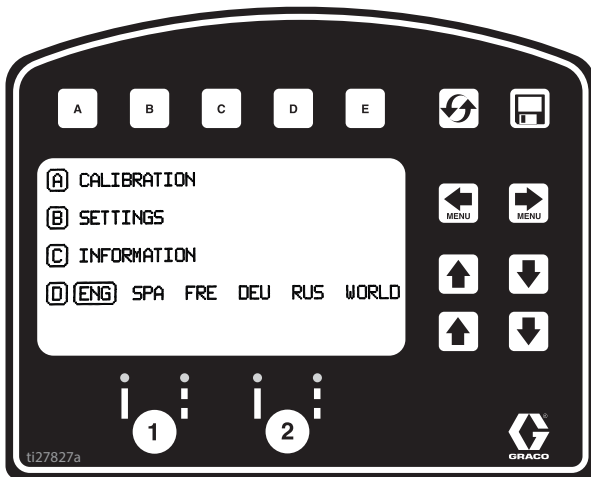 A B C D E
A CALIBRATION
MENU MENU
B SETTINGS
C INFORMATION
D ENG SPA FRE DEU RUS WORLD
1 2
ti27827a
GRACO